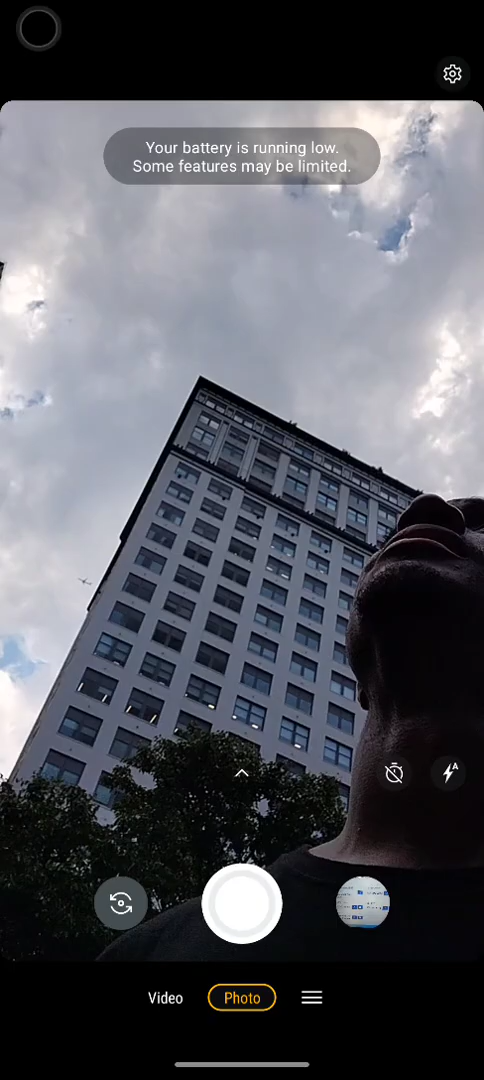 Your battery is running low.
Some features may be limited.
A
Video
Photo